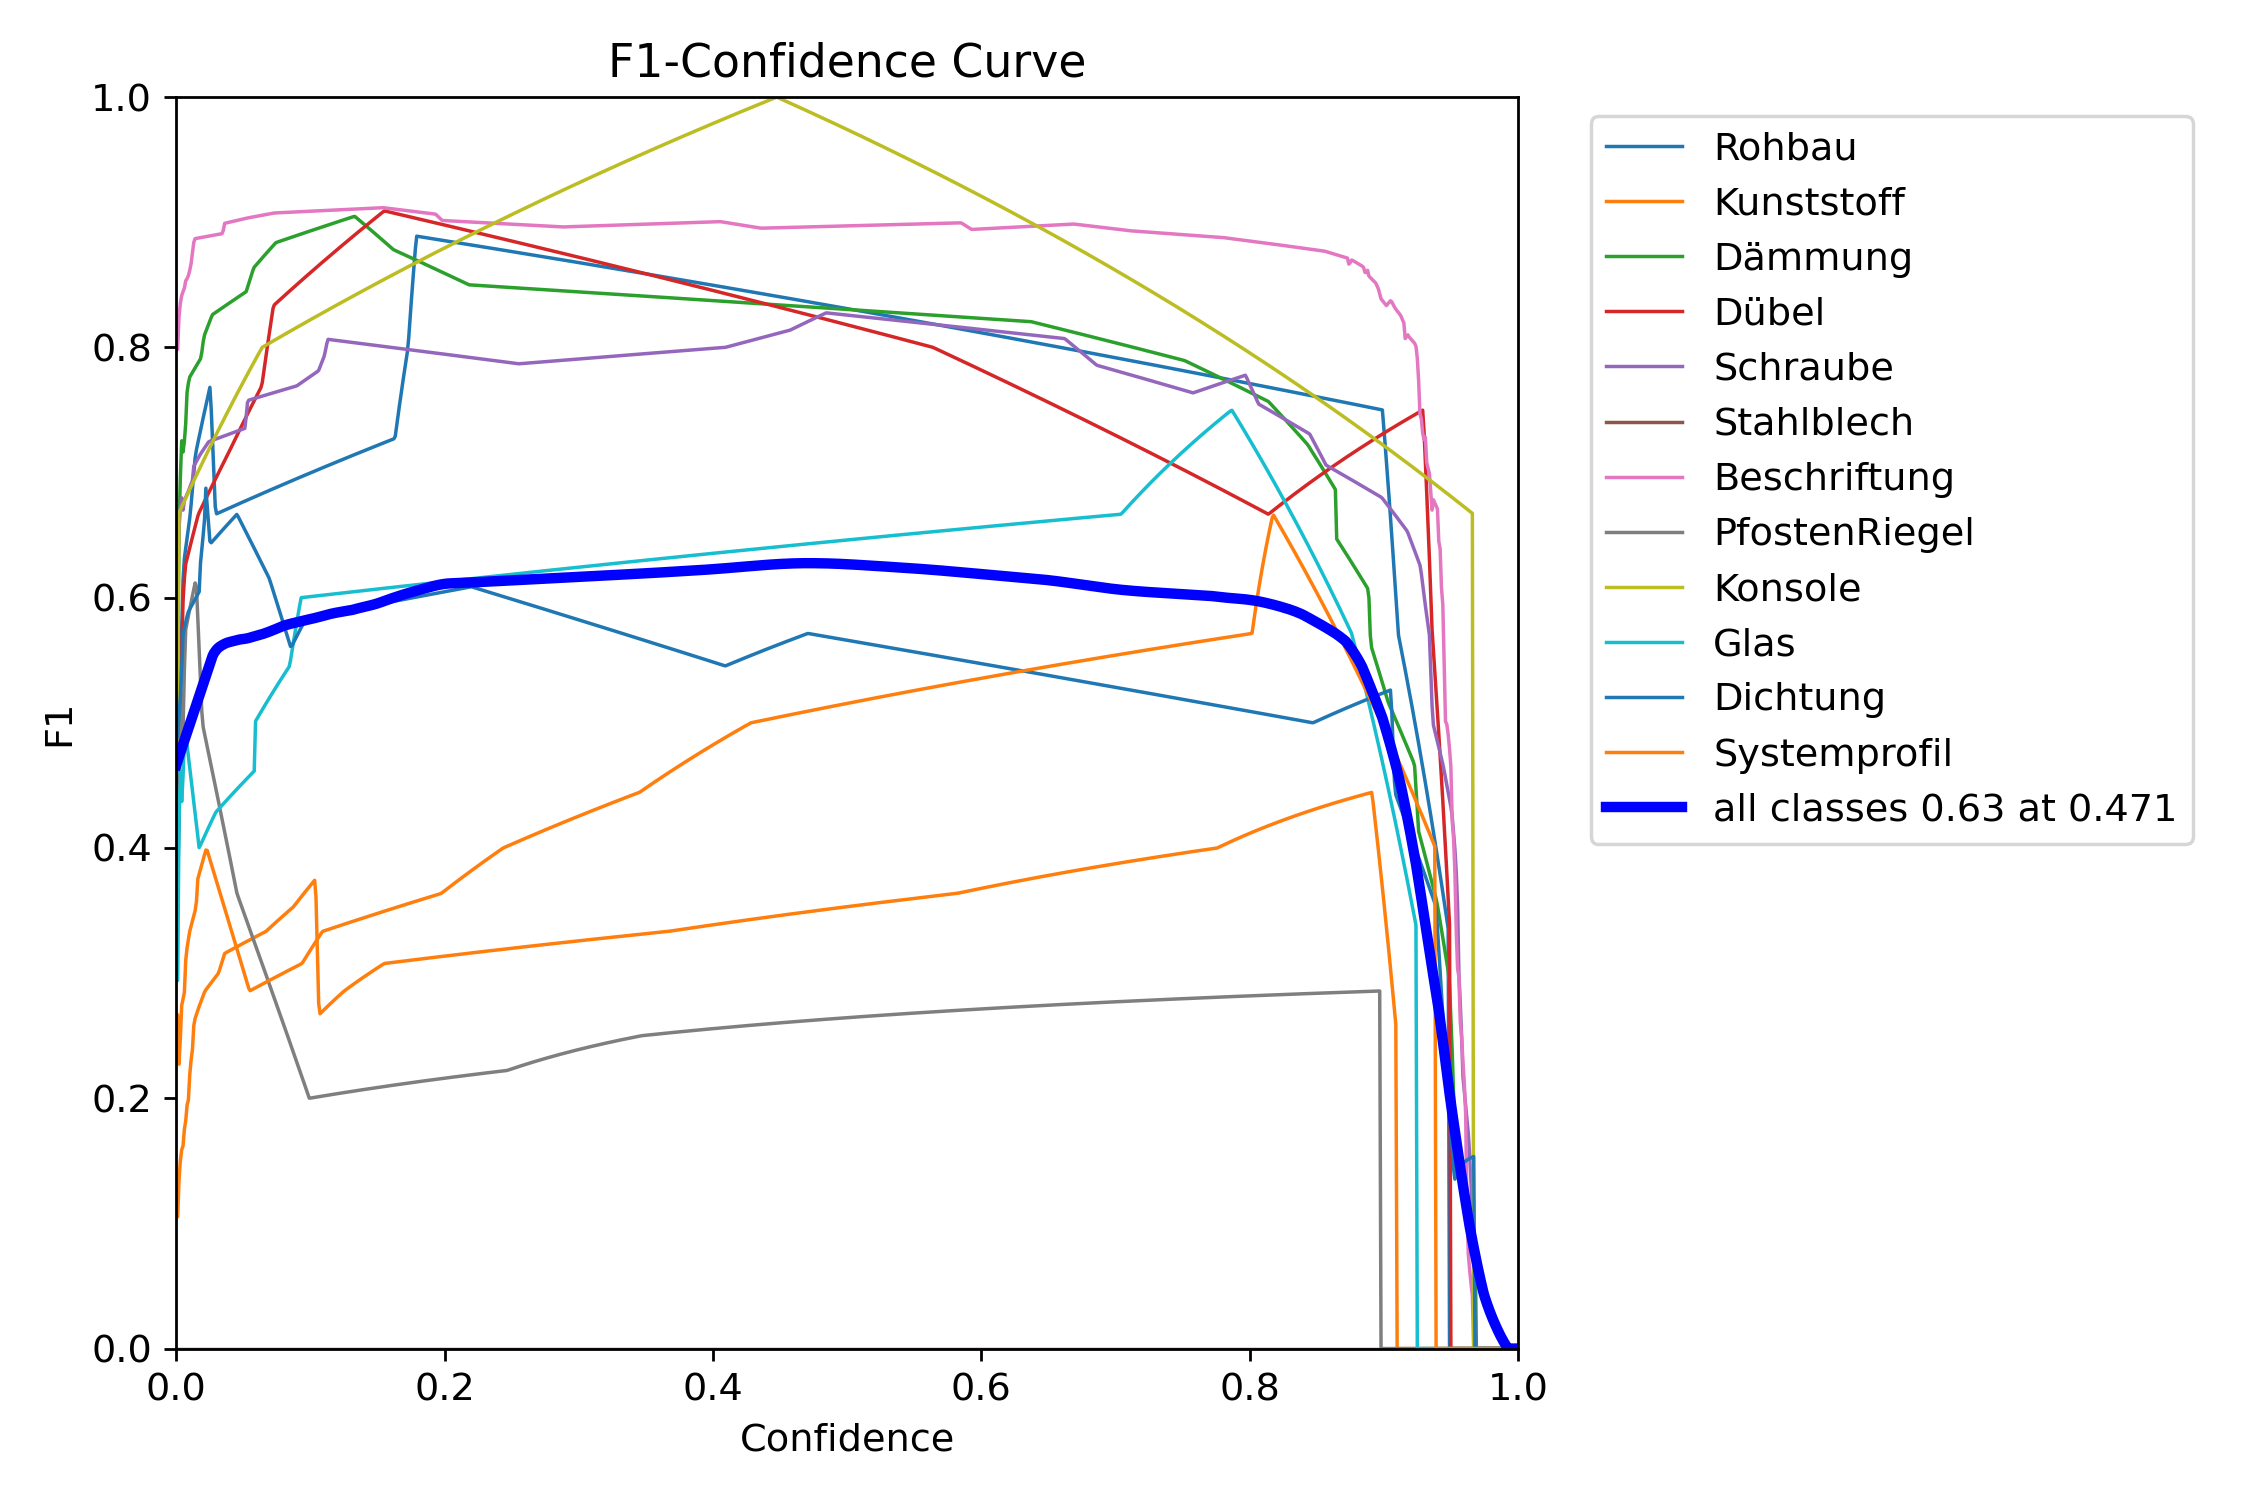 F1-Confidence Curve
1.0
0.8
0.6
0.4
0.2
0.0
F1
0.0 0.2 0.4 0.6 0.8 1.0
Confidence
Rohbau
Kunststoff
Dämmung
Dübel
Schraube
Stahlblech
Beschriftung
PfostenRiegel
Konsole
Glas
Dichtung
Systemprofil
all classes 0.63 at 0.471